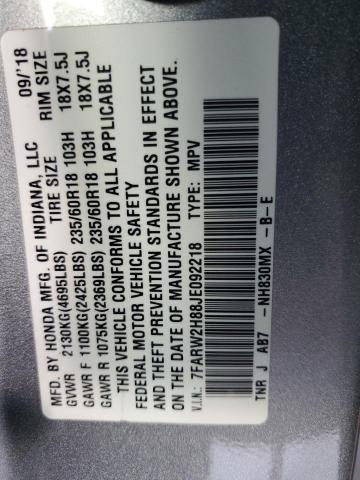 MFD. BY HONDA MFG. OF INDIANA, LLC 09/'18
TIRE SIZE RIM SIZE
GVWR 2130KG(4695LBS)
GAWR F 1100KG(2425LBS) 235/60R18 103H 18X7.5J
GAWR R 1075KG(2369LBS) 235/60R18 103H 18X7.5J
THIS VEHICLE CONFORMS TO ALL APPLICABLE
FEDERAL MOTOR VEHICLE SAFETY
AND THEFT PREVENTION STANDARDS IN EFFECT
ON THE DATE OF MANUFACTURE SHOWN ABOVE.
V.I.N.: 7FARW2H88JE092218 TYPE: MPV
TNR J AB7 -NH830MX -B-E